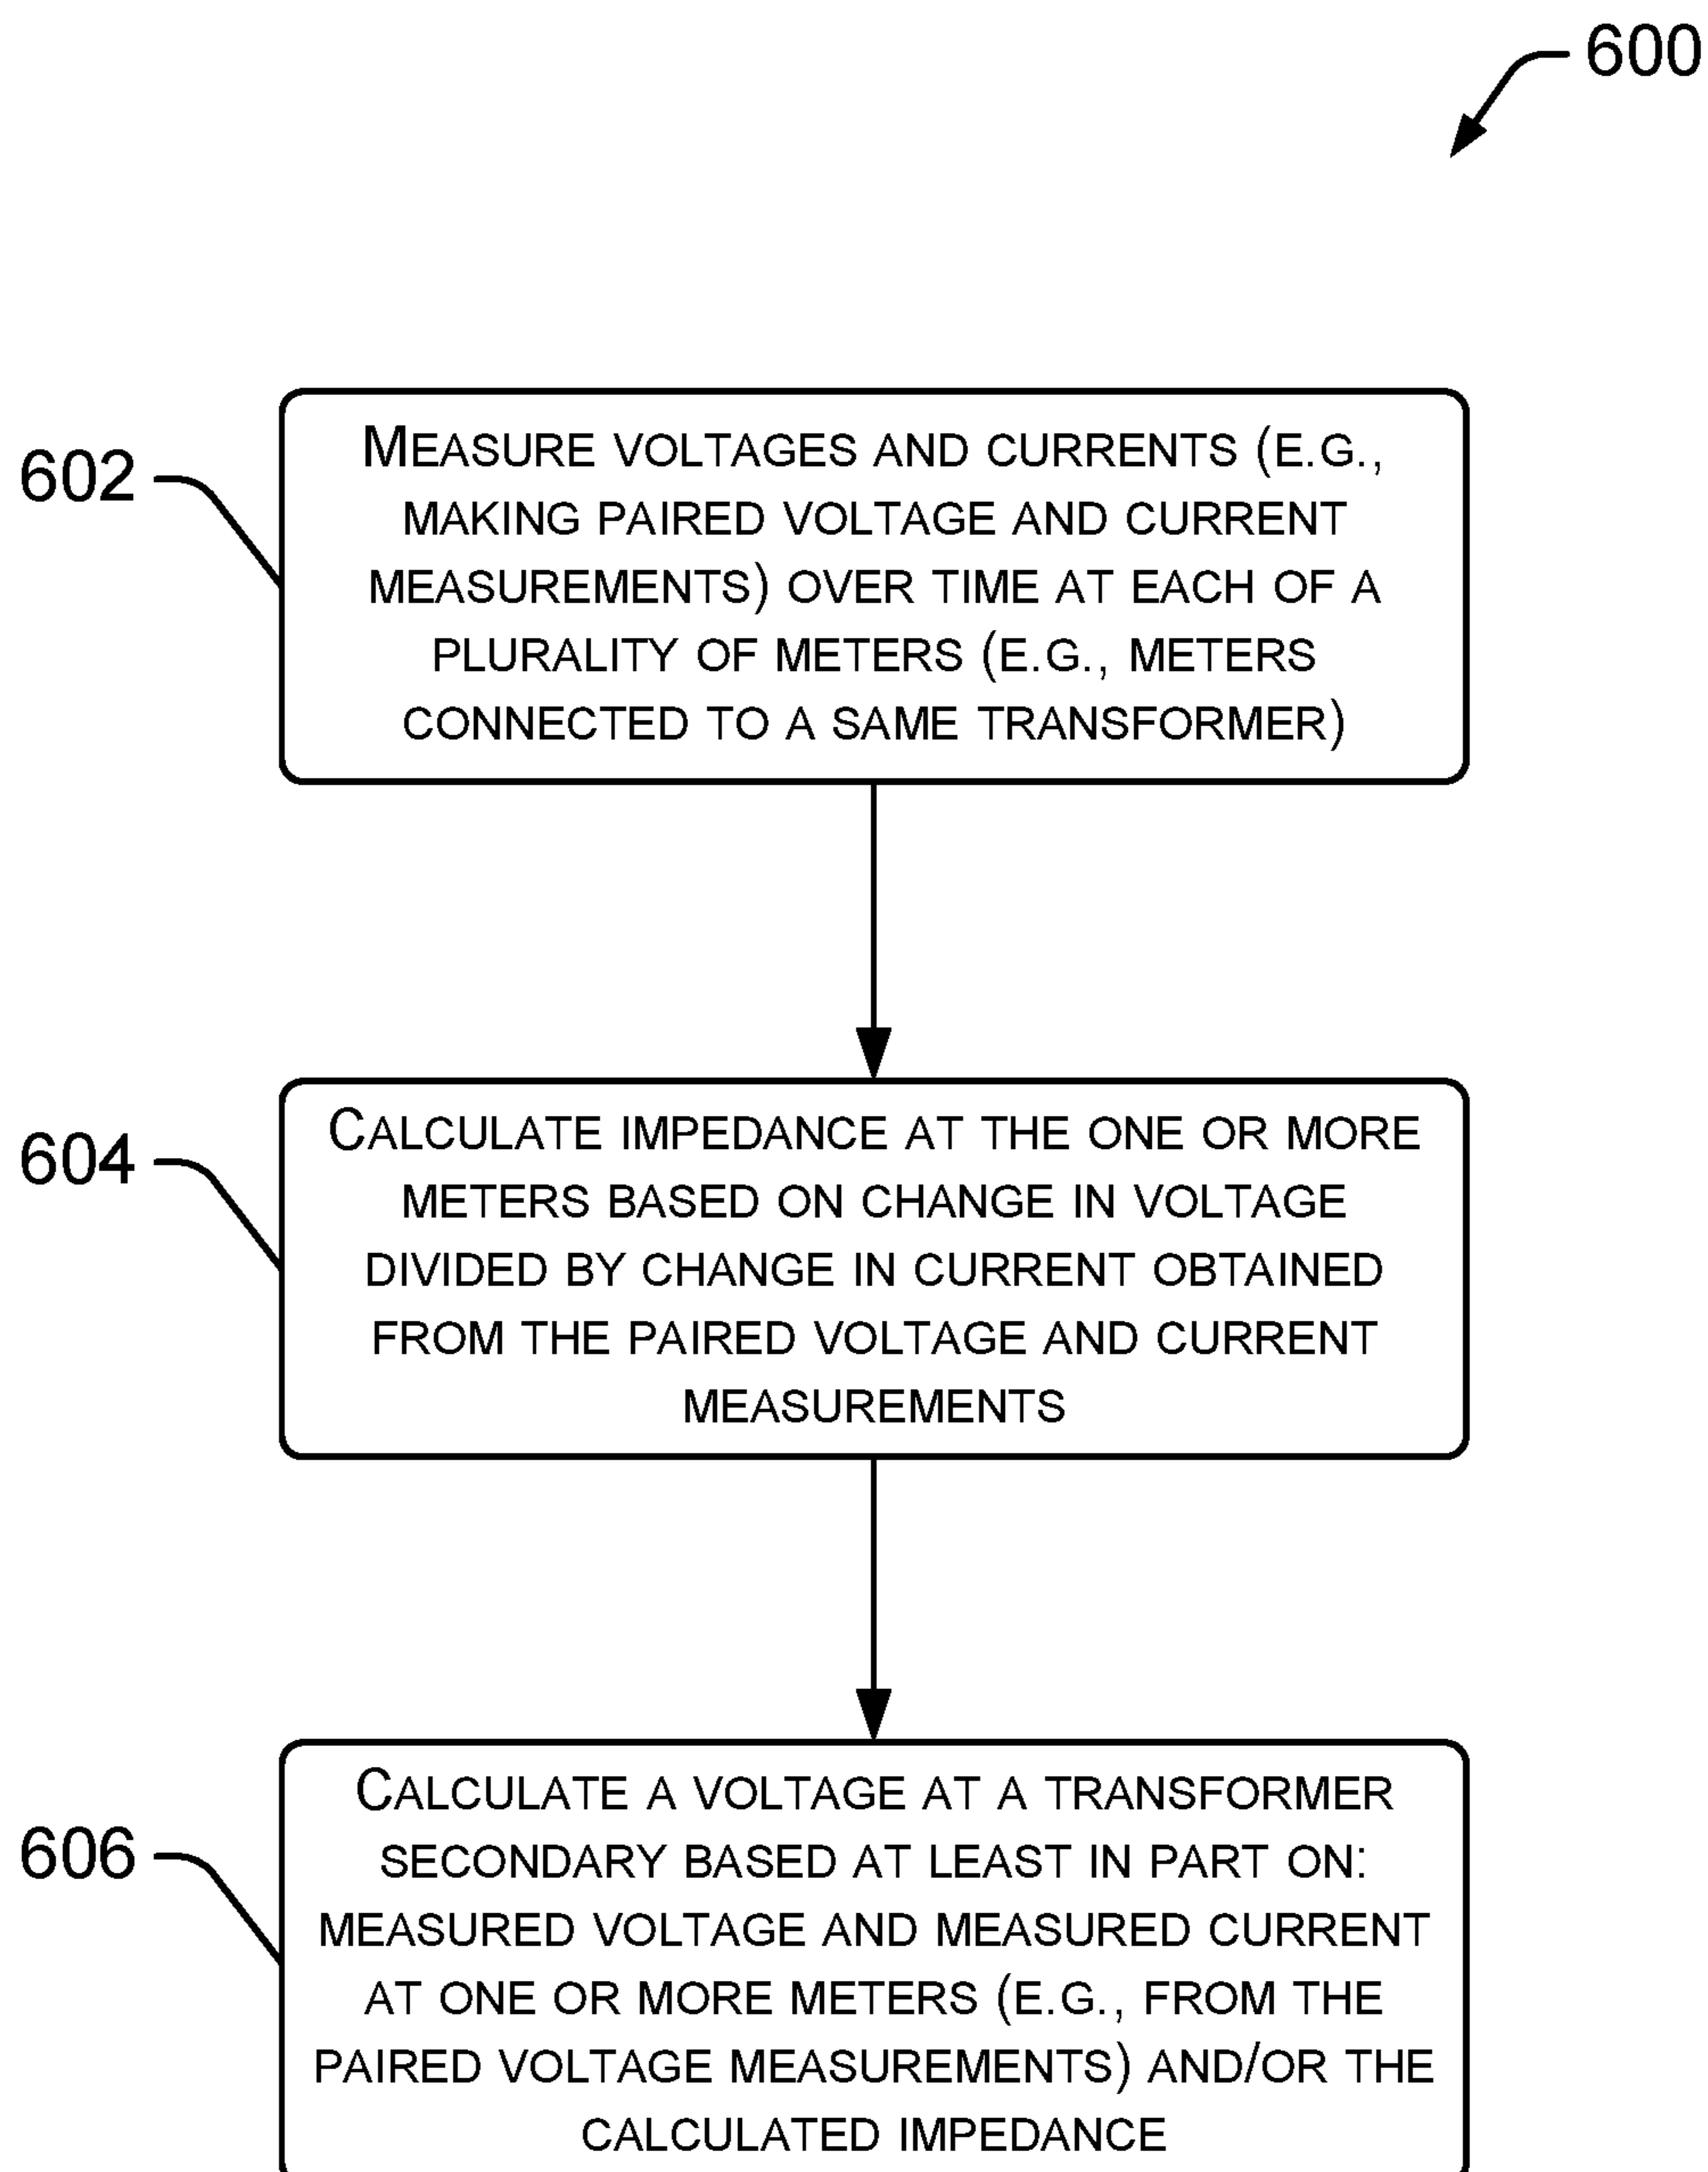 600
602
MEASURE VOLTAGES AND CURRENTS (E.G.,
MAKING PAIRED VOLTAGE AND CURRENT
MEASUREMENTS) OVER TIME AT EACH OF A
PLURALITY OF METERS (E.G., METERS
CONNECTED TO A SAME TRANSFORMER)
604
CALCULATE IMPEDANCE AT THE ONE OR MORE
METERS BASED ON CHANGE IN VOLTAGE
DIVIDED BY CHANGE IN CURRENT OBTAINED
FROM THE PAIRED VOLTAGE AND CURRENT
MEASUREMENTS
606
CALCULATE A VOLTAGE AT A TRANSFORMER
SECONDARY BASED AT LEAST IN PART ON:
MEASURED VOLTAGE AND MEASURED CURRENT
AT ONE OR MORE METERS (E.G., FROM THE
PAIRED VOLTAGE MEASUREMENTS) AND/OR THE
CALCULATED IMPEDANCE